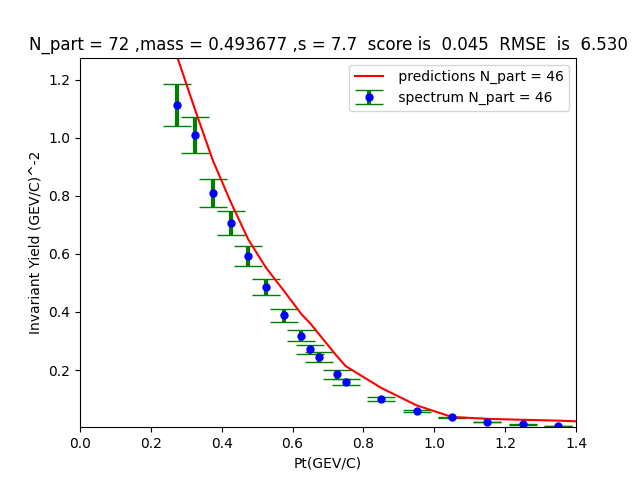 N_part = 72 ,mass = 0.493677 ,s = 7.7  score is  0.045  RMSE  is  6.530
predictions N_part = 46
spectrum N_part = 46
1.2
1.0
0.8
0.6
0.4
0.2
Invariant Yield (GEV/C)^-2
0.0 0.2 0.4 0.6 0.8 1.0 1.2 1.4
Pt(GEV/C)